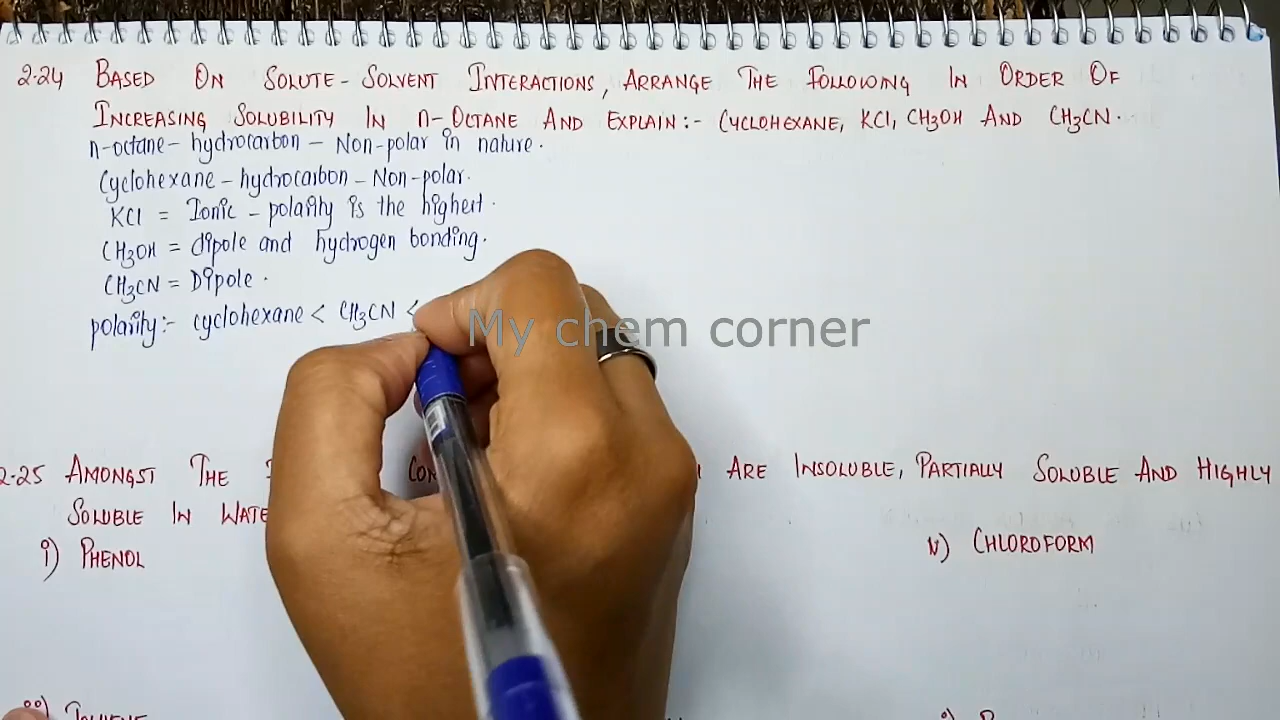 2.24 BASED ON SOLUTE-SOLVENT INTERACTIONS, ARRANGE THE FOLLOWING IN ORDER OF
INCREASING SOLUBILITY IN n-OCTANE AND EXPLAIN:- CYCLOHEXANE, KCl, CH3OH AND CH3CN.
n-octane - hydrocarbon - Non-polar in nature.
Cyclohexane - hydrocarbon - Non-polar.
KCl = Ionic - polarity is the highest.
CH3OH = dipole and hydrogen bonding.
CH3CN = Dipole.
polarity:- cyclohexane < CH3CN <
My chem corner
2.25 AMONGST THE ARE INSOLUBLE, PARTIALLY SOLUBLE AND HIGHLY
SOLUBLE IN
i) PHENOL
v) CHLOROFORM